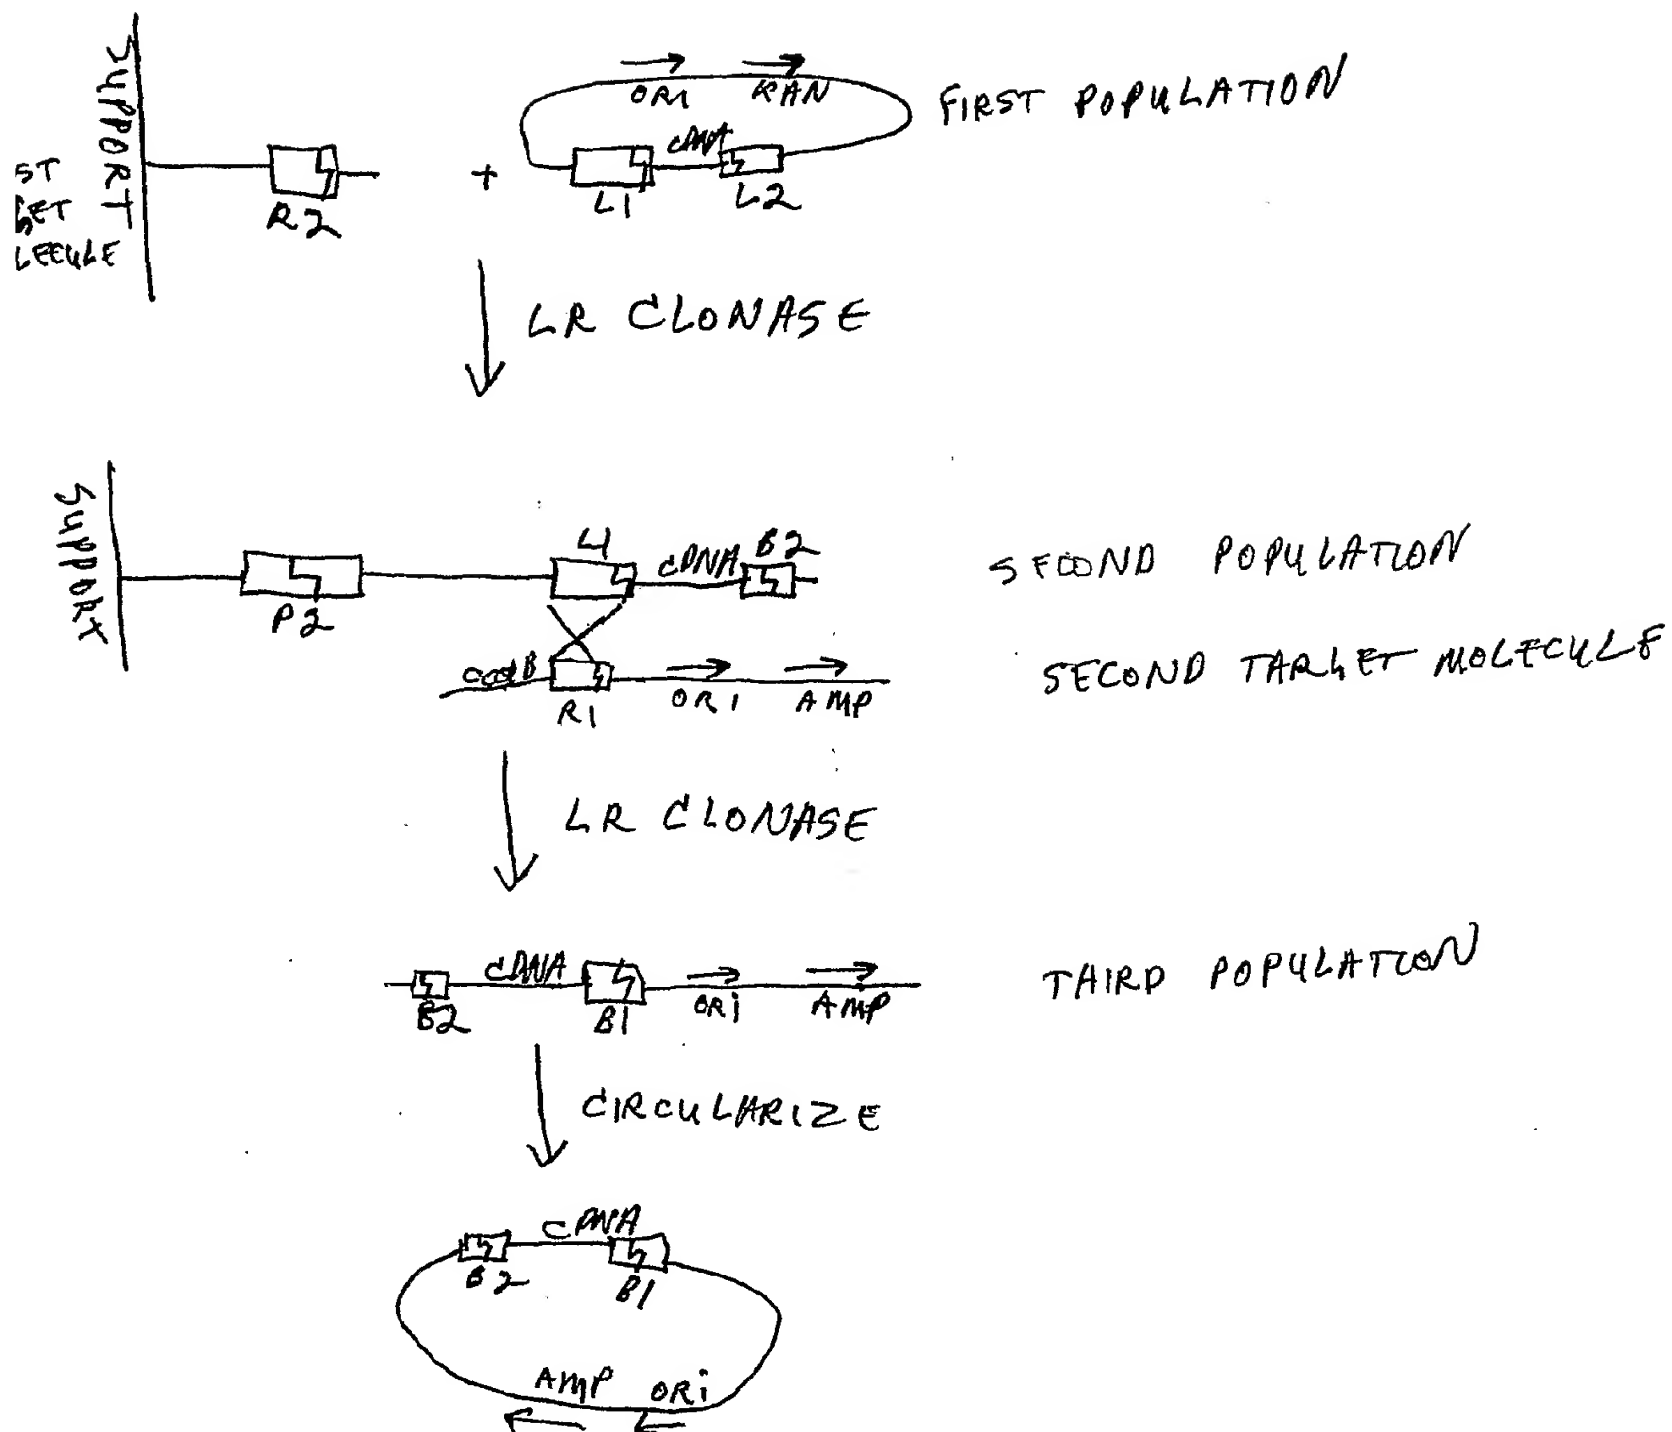 SUPPORT
ST
GET
LECULE
R2
+
ORI KAN
cDNA
L1 L2
FIRST POPULATION
LR CLONASE
SUPPORT
P2
L1
cDNA
B2
SECOND POPULATION
ccdB
R1
ORI AMP
SECOND TARGET MOLECULE
LR CLONASE
cDNA
B2 B1
ORi AMP
THIRD POPULATION
CIRCULARIZE
cDNA
B2 B1
AMP ORi